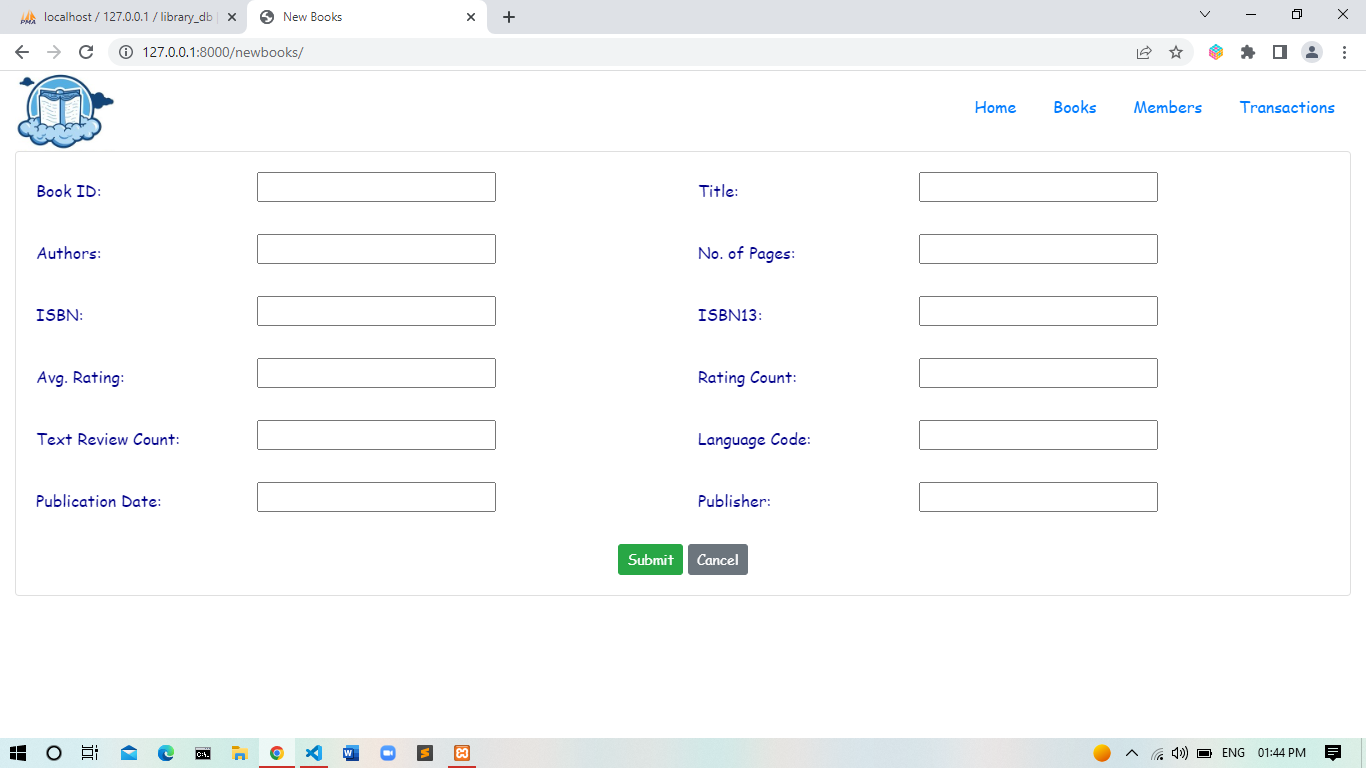 localhost / 127.0.0.1 / library_db
New Books
127.0.0.1:8000/newbooks/
Home Books Members Transactions
Book ID: Title:
Authors: No. of Pages:
ISBN: ISBN13:
Avg. Rating: Rating Count:
Text Review Count: Language Code:
Publication Date: Publisher:
Submit Cancel
ENG 01:44 PM